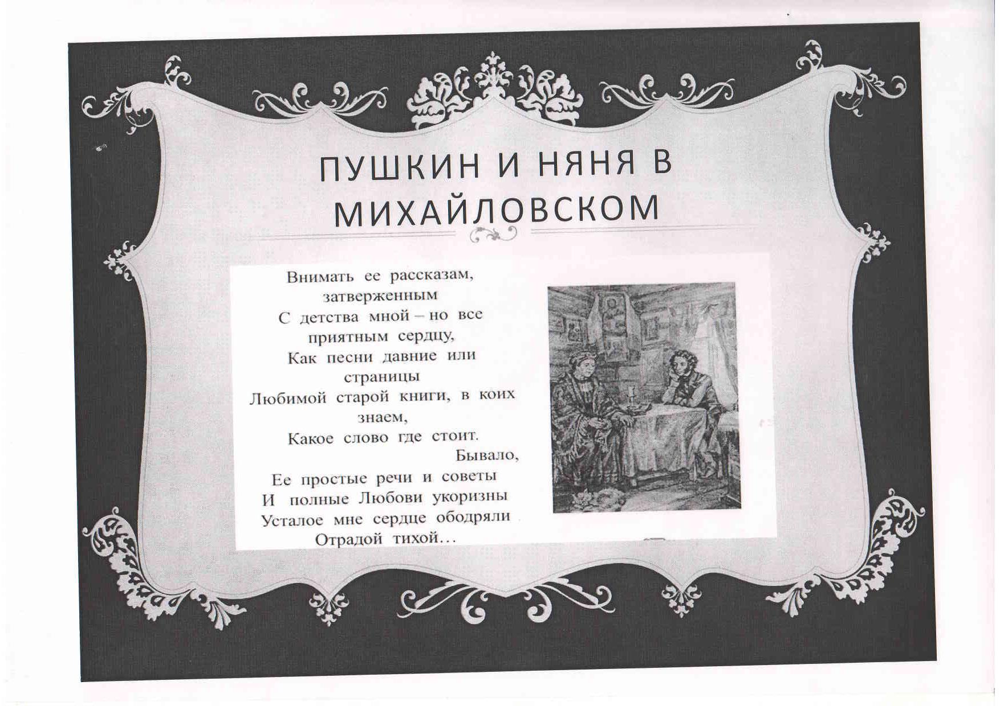 ПУШКИН И НЯНЯ В
МИХАЙЛОВСКОМ
Внимать ее рассказам,
затверженным
С детства мной – но все
приятным сердцу,
Как песни давние или
страницы
Любимой старой книги, в коих
знаем,
Какое слово где стоит.
Бывало,
Ее простые речи и советы
И полные Любови укоризны
Усталое мне сердце ободряли
Отрадой тихой…